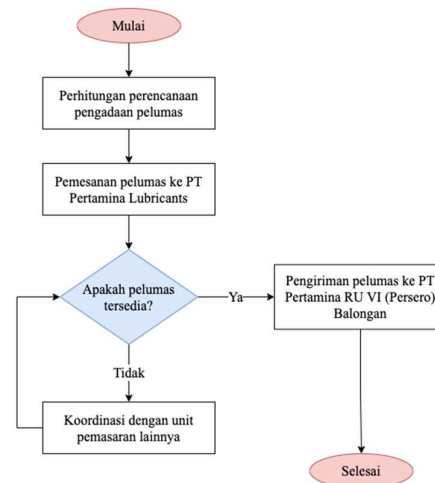 Mulai
Perhitungan perencanaan
pengadaan pelumas
Pemesanan pelumas ke PT
Pertamina Lubricants
Apakah pelumas
tersedia?
Ya
Pengiriman pelumas ke PT
Pertamina RU VI (Persero)
Balongan
Tidak
Koordinasi dengan unit
pemasaran lainnya
Selesai